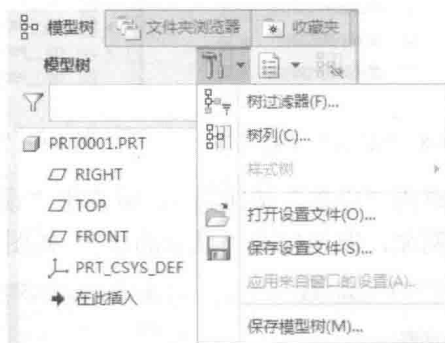 模型树 文件夹浏览器 收藏夹
模型树
树过滤器(F)...
树列(C)...
样式树
打开设置文件(O)...
保存设置文件(S)...
应用来自窗口的设置(A)...
保存模型树(M)...
PRT0001.PRT
RIGHT
TOP
FRONT
PRT_CSYS_DEF
在此插入